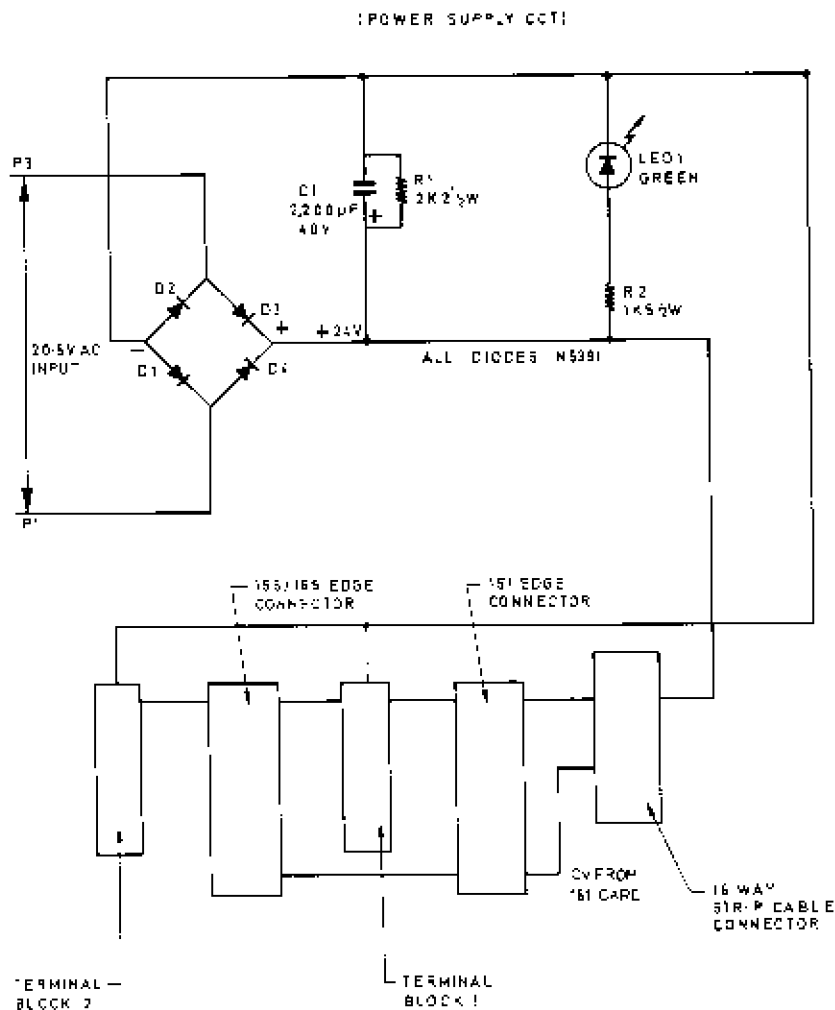 (POWER SUPPLY CCT)
P3
C1
2,200µF
40V
+
R1
2K2 ½W
LED1
GREEN
D2
D3
+
+24V
R2
1K5 ½W
20·5V AC
INPUT
−
D1
D4
ALL DIODES IN5391
P1
EDGE
CONNECTOR
151 EDGE
CONNECTOR
0V FROM
151 CARD
16 WAY
STRIP CABLE
CONNECTOR
TERMINAL
BLOCK 2
TERMINAL
BLOCK 1